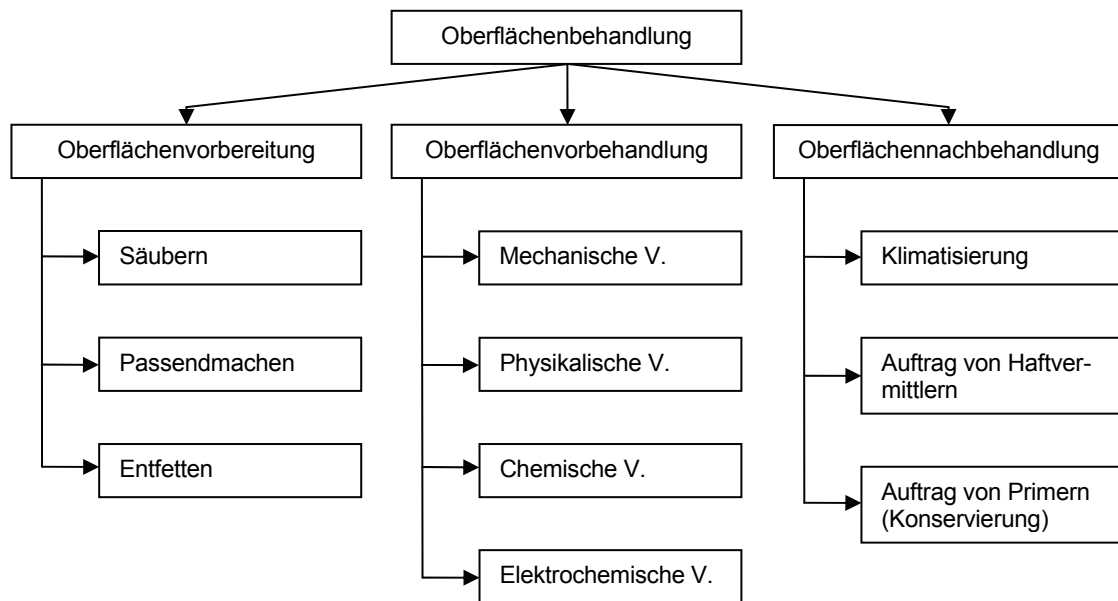 Oberflächenbehandlung
Oberflächenvorbereitung
Säubern
Passendmachen
Entfetten
Oberflächenvorbehandlung
Mechanische V.
Physikalische V.
Chemische V.
Elektrochemische V.
Oberflächennachbehandlung
Klimatisierung
Auftrag von Haftver-
mittlern
Auftrag von Primern
(Konservierung)